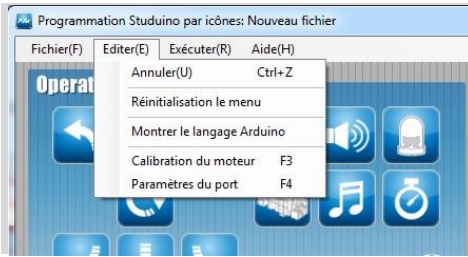 Programmation Studuino par icônes: Nouveau fichier
Fichier(F) Editer(E) Exécuter(R) Aide(H)
Annuler(U) Ctrl+Z
Operat
Réinitialisation le menu
Montrer le langage Arduino
Calibration du moteur F3
Paramètres du port F4